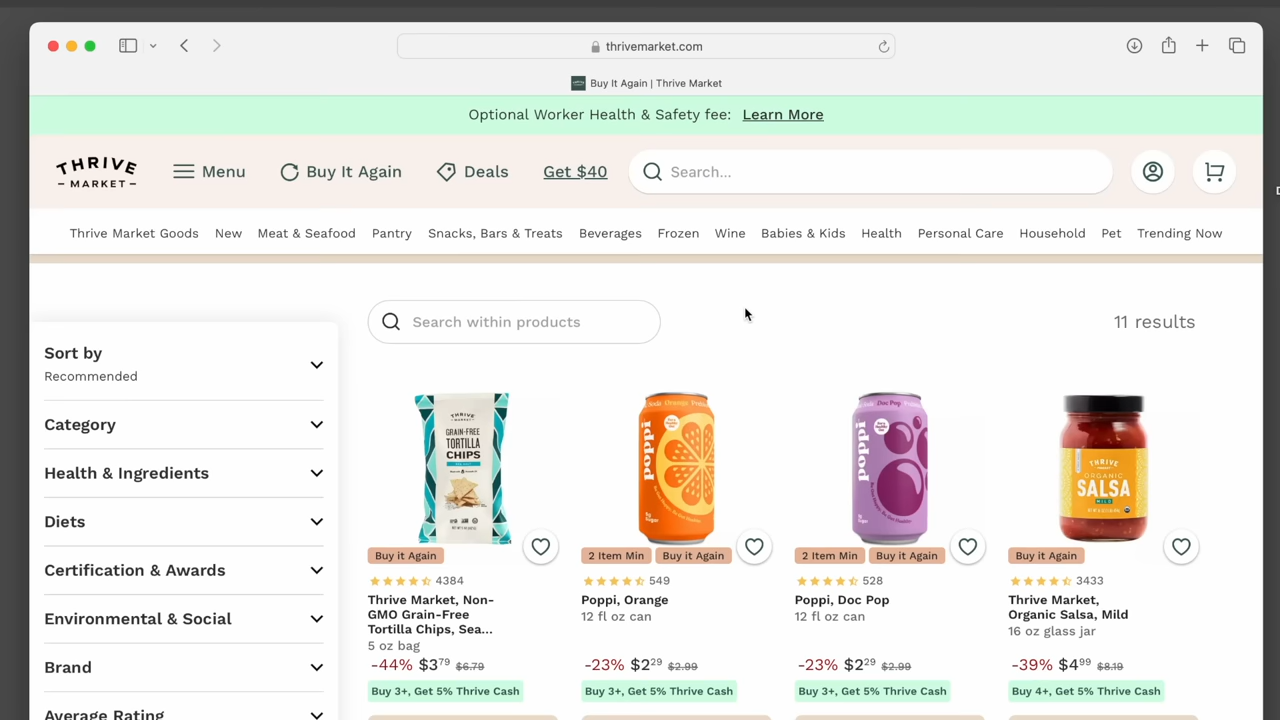 thrivemarket.com
Buy It Again | Thrive Market
Optional Worker Health & Safety fee: Learn More
THRIVE
MARKET
Menu
Buy It Again
Deals
Get $40
Search...
Thrive Market Goods New Meat & Seafood Pantry Snacks, Bars & Treats Beverages Frozen Wine Babies & Kids Health Personal Care Household Pet Trending Now
Search within products
11 results
Sort by
Recommended
Category
Health & Ingredients
Diets
Certification & Awards
Environmental & Social
Brand
Average Rating
THRIVE
MARKET
GRAIN-FREE
TORTILLA
CHIPS
Buy it Again
4384
Thrive Market, Non-
GMO Grain-Free
Tortilla Chips, Sea...
5 oz bag
-44% $3.79 $6.79
Buy 3+, Get 5% Thrive Cash
poppi
2 Item Min Buy it Again
549
Poppi, Orange
12 fl oz can
-23% $2.29 $2.99
Buy 3+, Get 5% Thrive Cash
Doc Pop
poppi
2 Item Min Buy it Again
528
Poppi, Doc Pop
12 fl oz can
-23% $2.29 $2.99
Buy 3+, Get 5% Thrive Cash
THRIVE
ORGANIC
SALSA
MILD
Buy it Again
3433
Thrive Market,
Organic Salsa, Mild
16 oz glass jar
-39% $4.99 $8.19
Buy 4+, Get 5% Thrive Cash